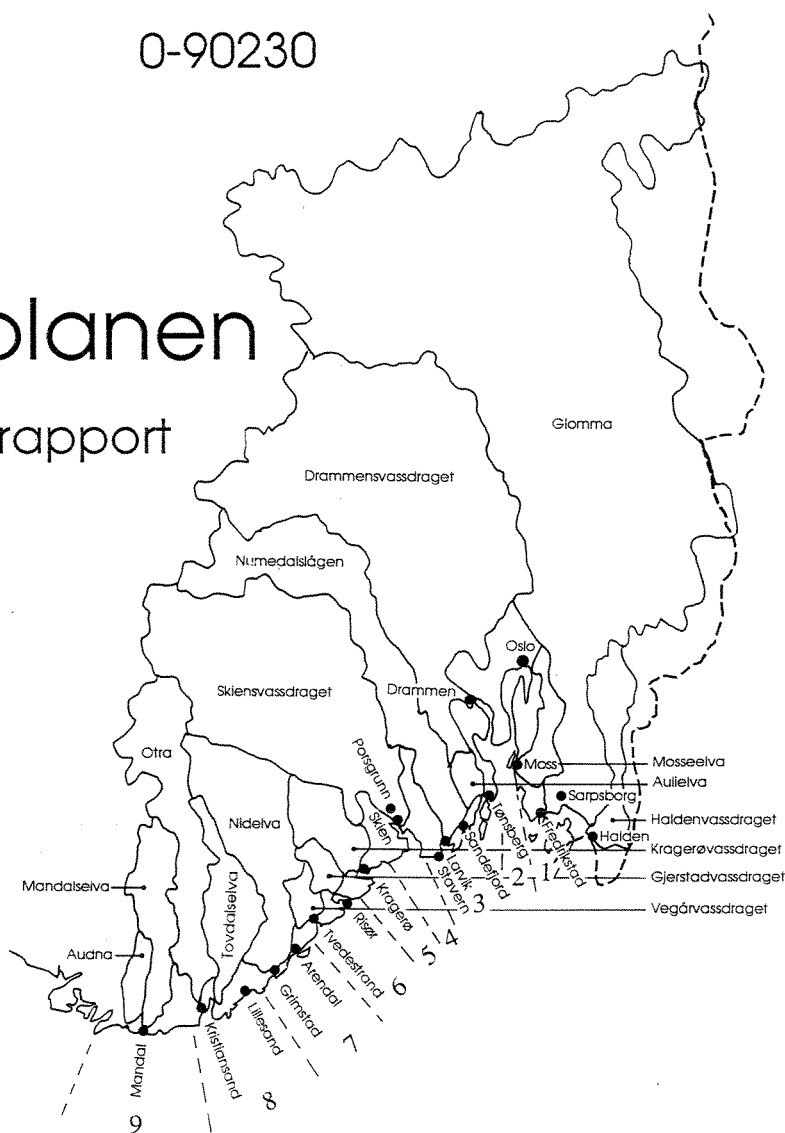 O-90230
planen
rapport
Glomma
Drammensvassdraget
Numedalslågen
Oslo
Skiensvassdraget
Drammen
Otra
Porsgrunn
Skien
Moss
Mosseelva
Aulielva
Sarpsborg
Tønsberg
Fredrikstad
Haldenvassdraget
Nidelva
Halden
Sandefjord
Larvik
Stavern
Kragerøvassdraget
Gjerstadvassdraget
Mandalselva
Tovdalselva
Kragerø
Vegårvassdraget
Risør
Audna
Tvedestrand
Arendal
Grimstad
Lillesand
Kristiansand
Mandal
1
2
3
4
5
6
7
8
9